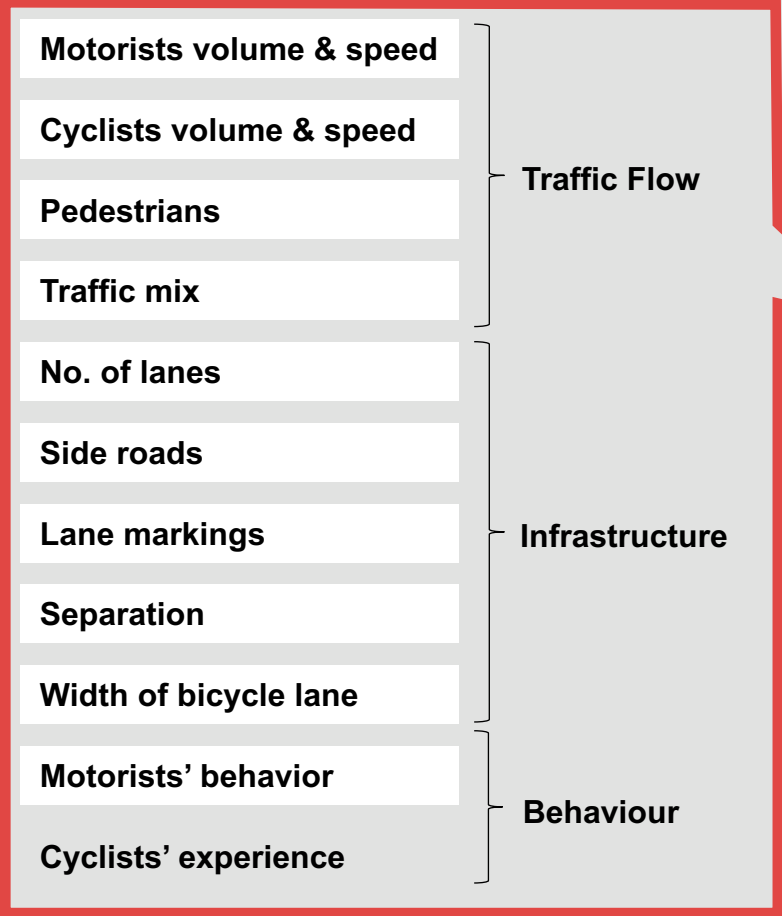 Motorists volume & speed
Cyclists volume & speed
Pedestrians
Traffic mix
Traffic Flow
No. of lanes
Side roads
Lane markings
Separation
Width of bicycle lane
Infrastructure
Motorists’ behavior
Cyclists’ experience
Behaviour